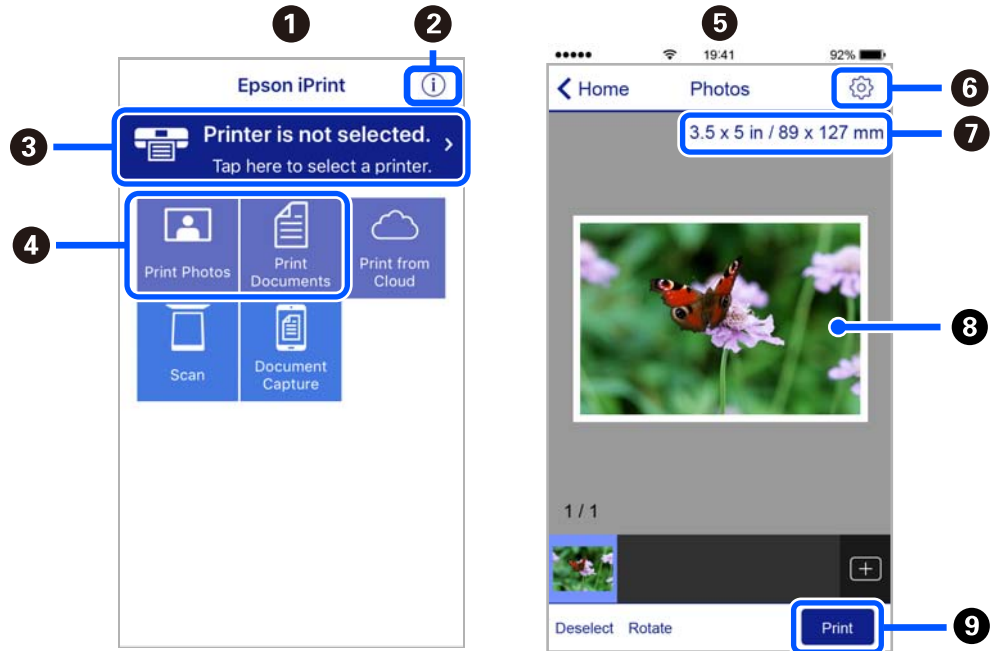 1
2
Epson iPrint
i
3
Printer is not selected.
Tap here to select a printer.
4
Print Photos
Print
Documents
Print from
Cloud
Scan
Document
Capture
5
19:41
92%
Home
Photos
6
3.5 x 5 in / 89 x 127 mm
7
8
1 / 1
Deselect
Rotate
Print
9